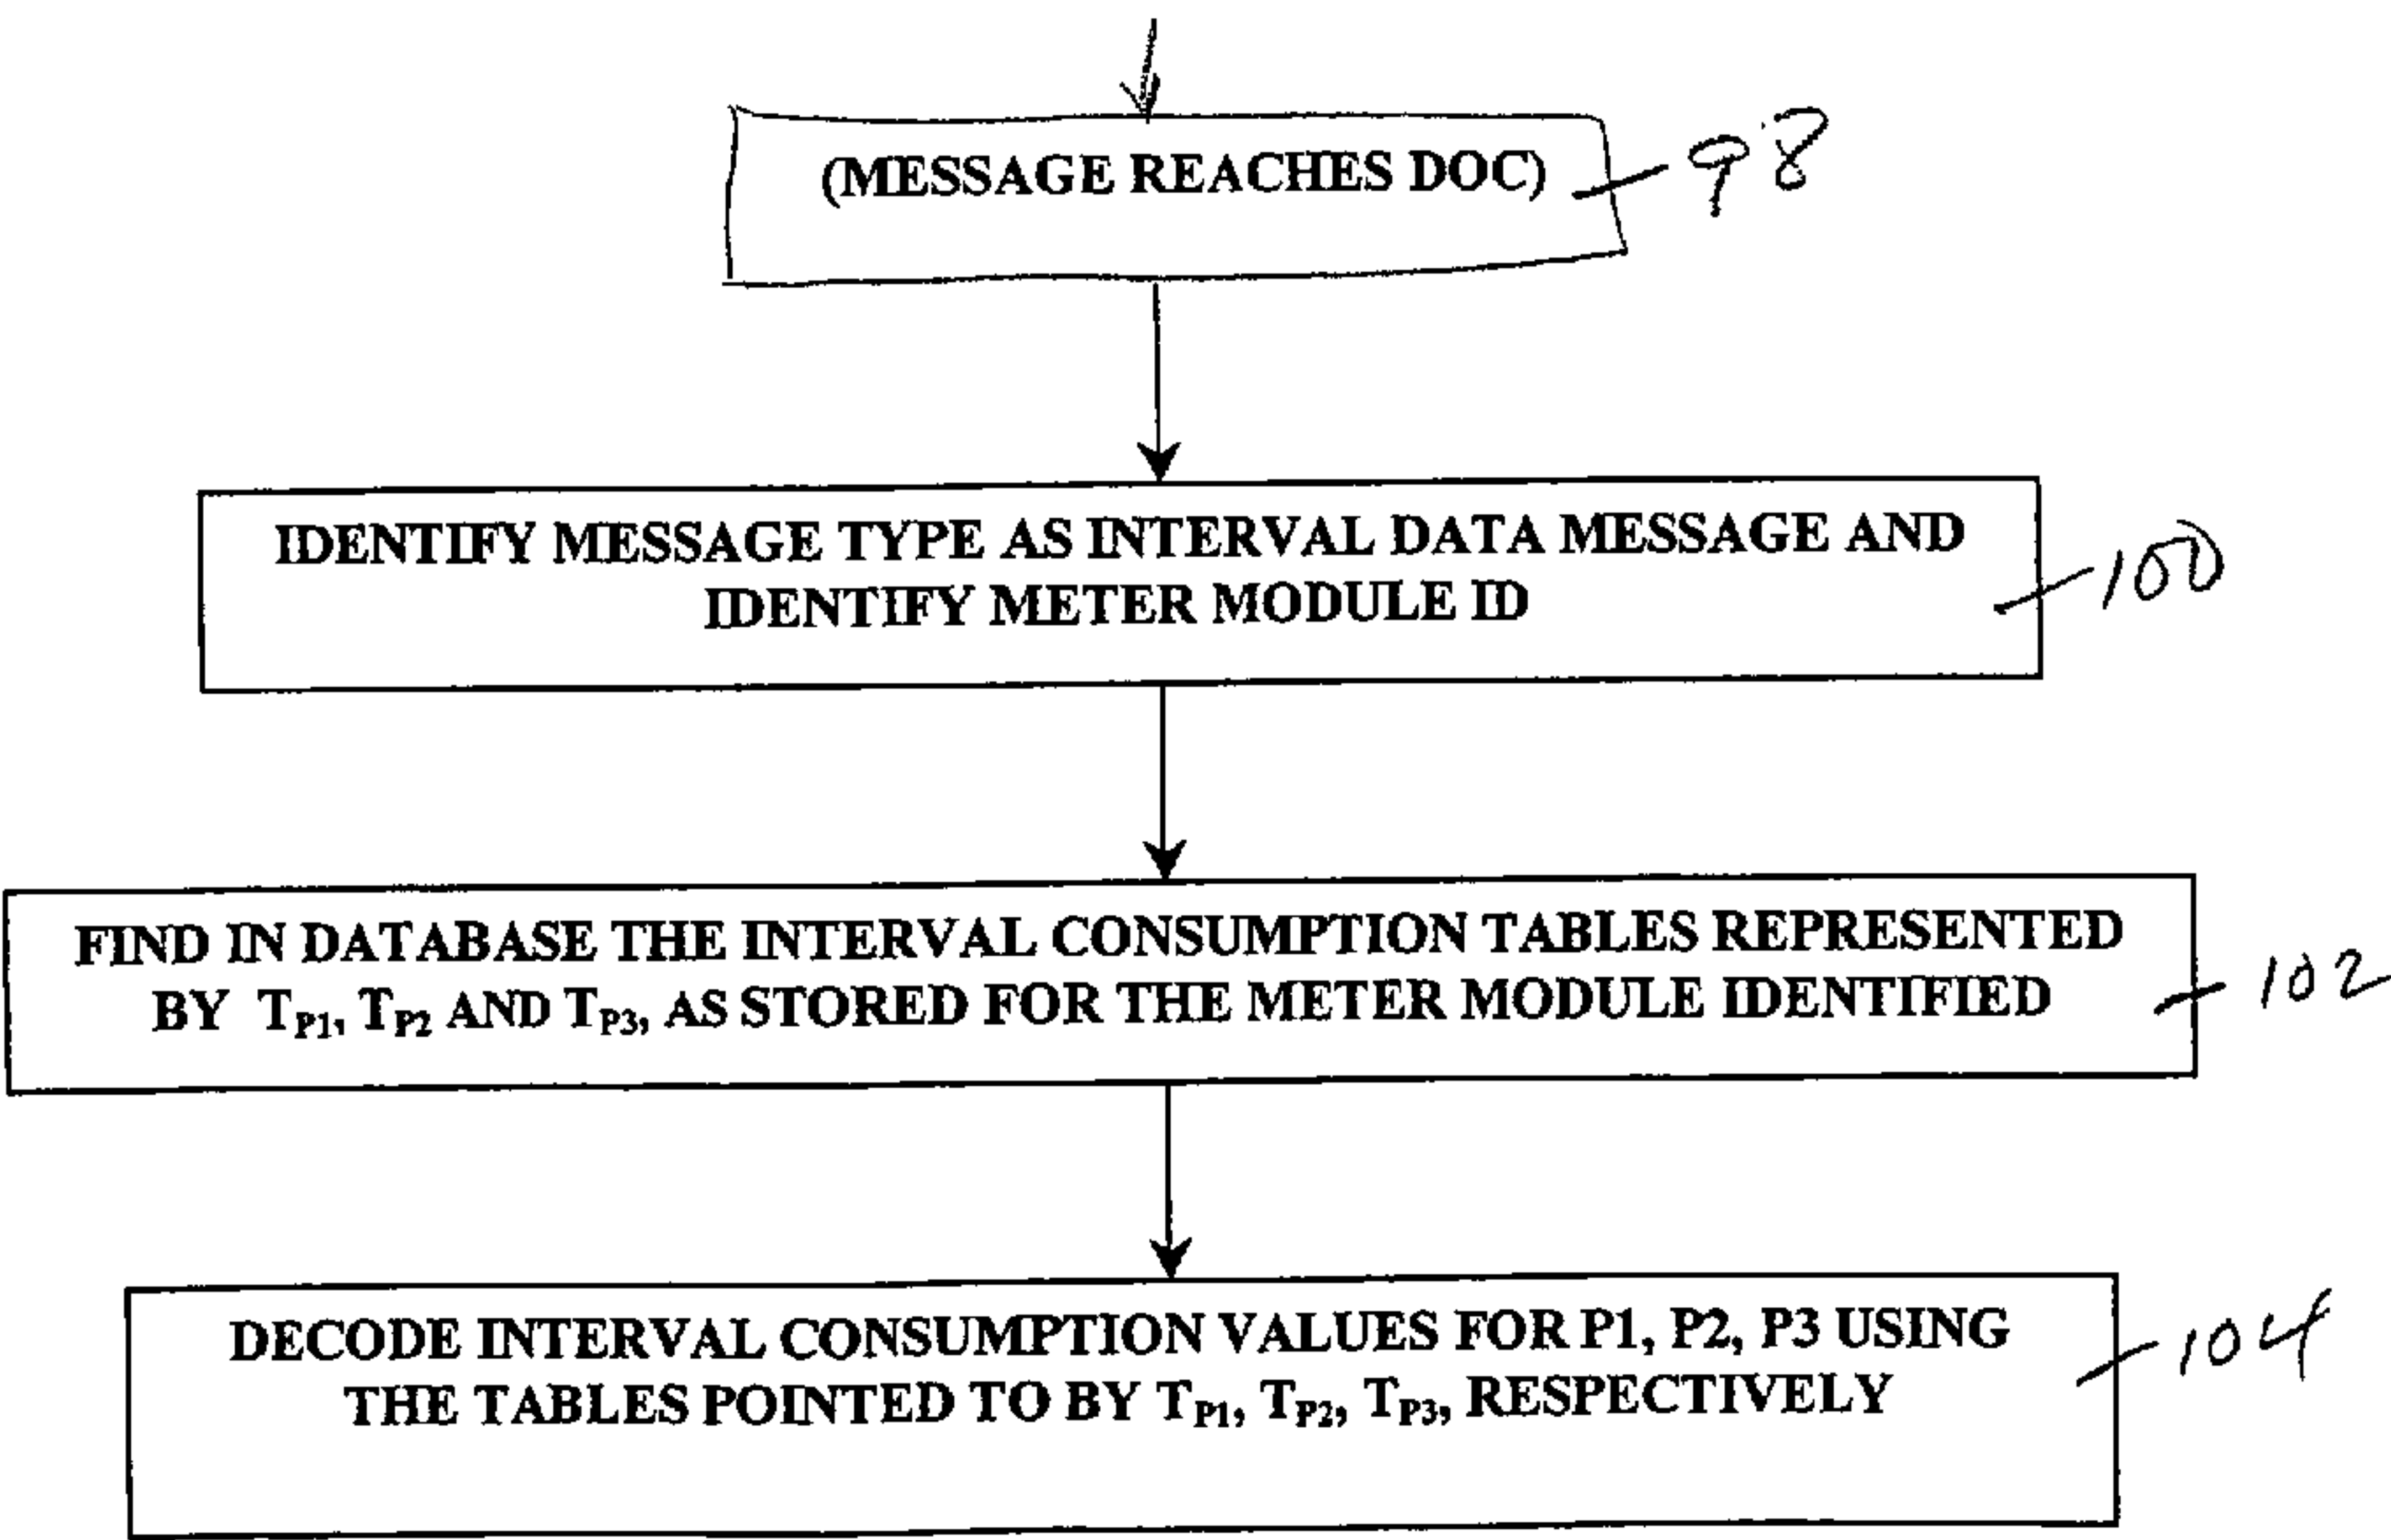 (MESSAGE REACHES DOC)
98
IDENTIFY MESSAGE TYPE AS INTERVAL DATA MESSAGE AND
IDENTIFY METER MODULE ID
100
FIND IN DATABASE THE INTERVAL CONSUMPTION TABLES REPRESENTED
BY TP1, TP2 AND TP3, AS STORED FOR THE METER MODULE IDENTIFIED
102
DECODE INTERVAL CONSUMPTION VALUES FOR P1, P2, P3 USING
THE TABLES POINTED TO BY TP1, TP2, TP3, RESPECTIVELY
104